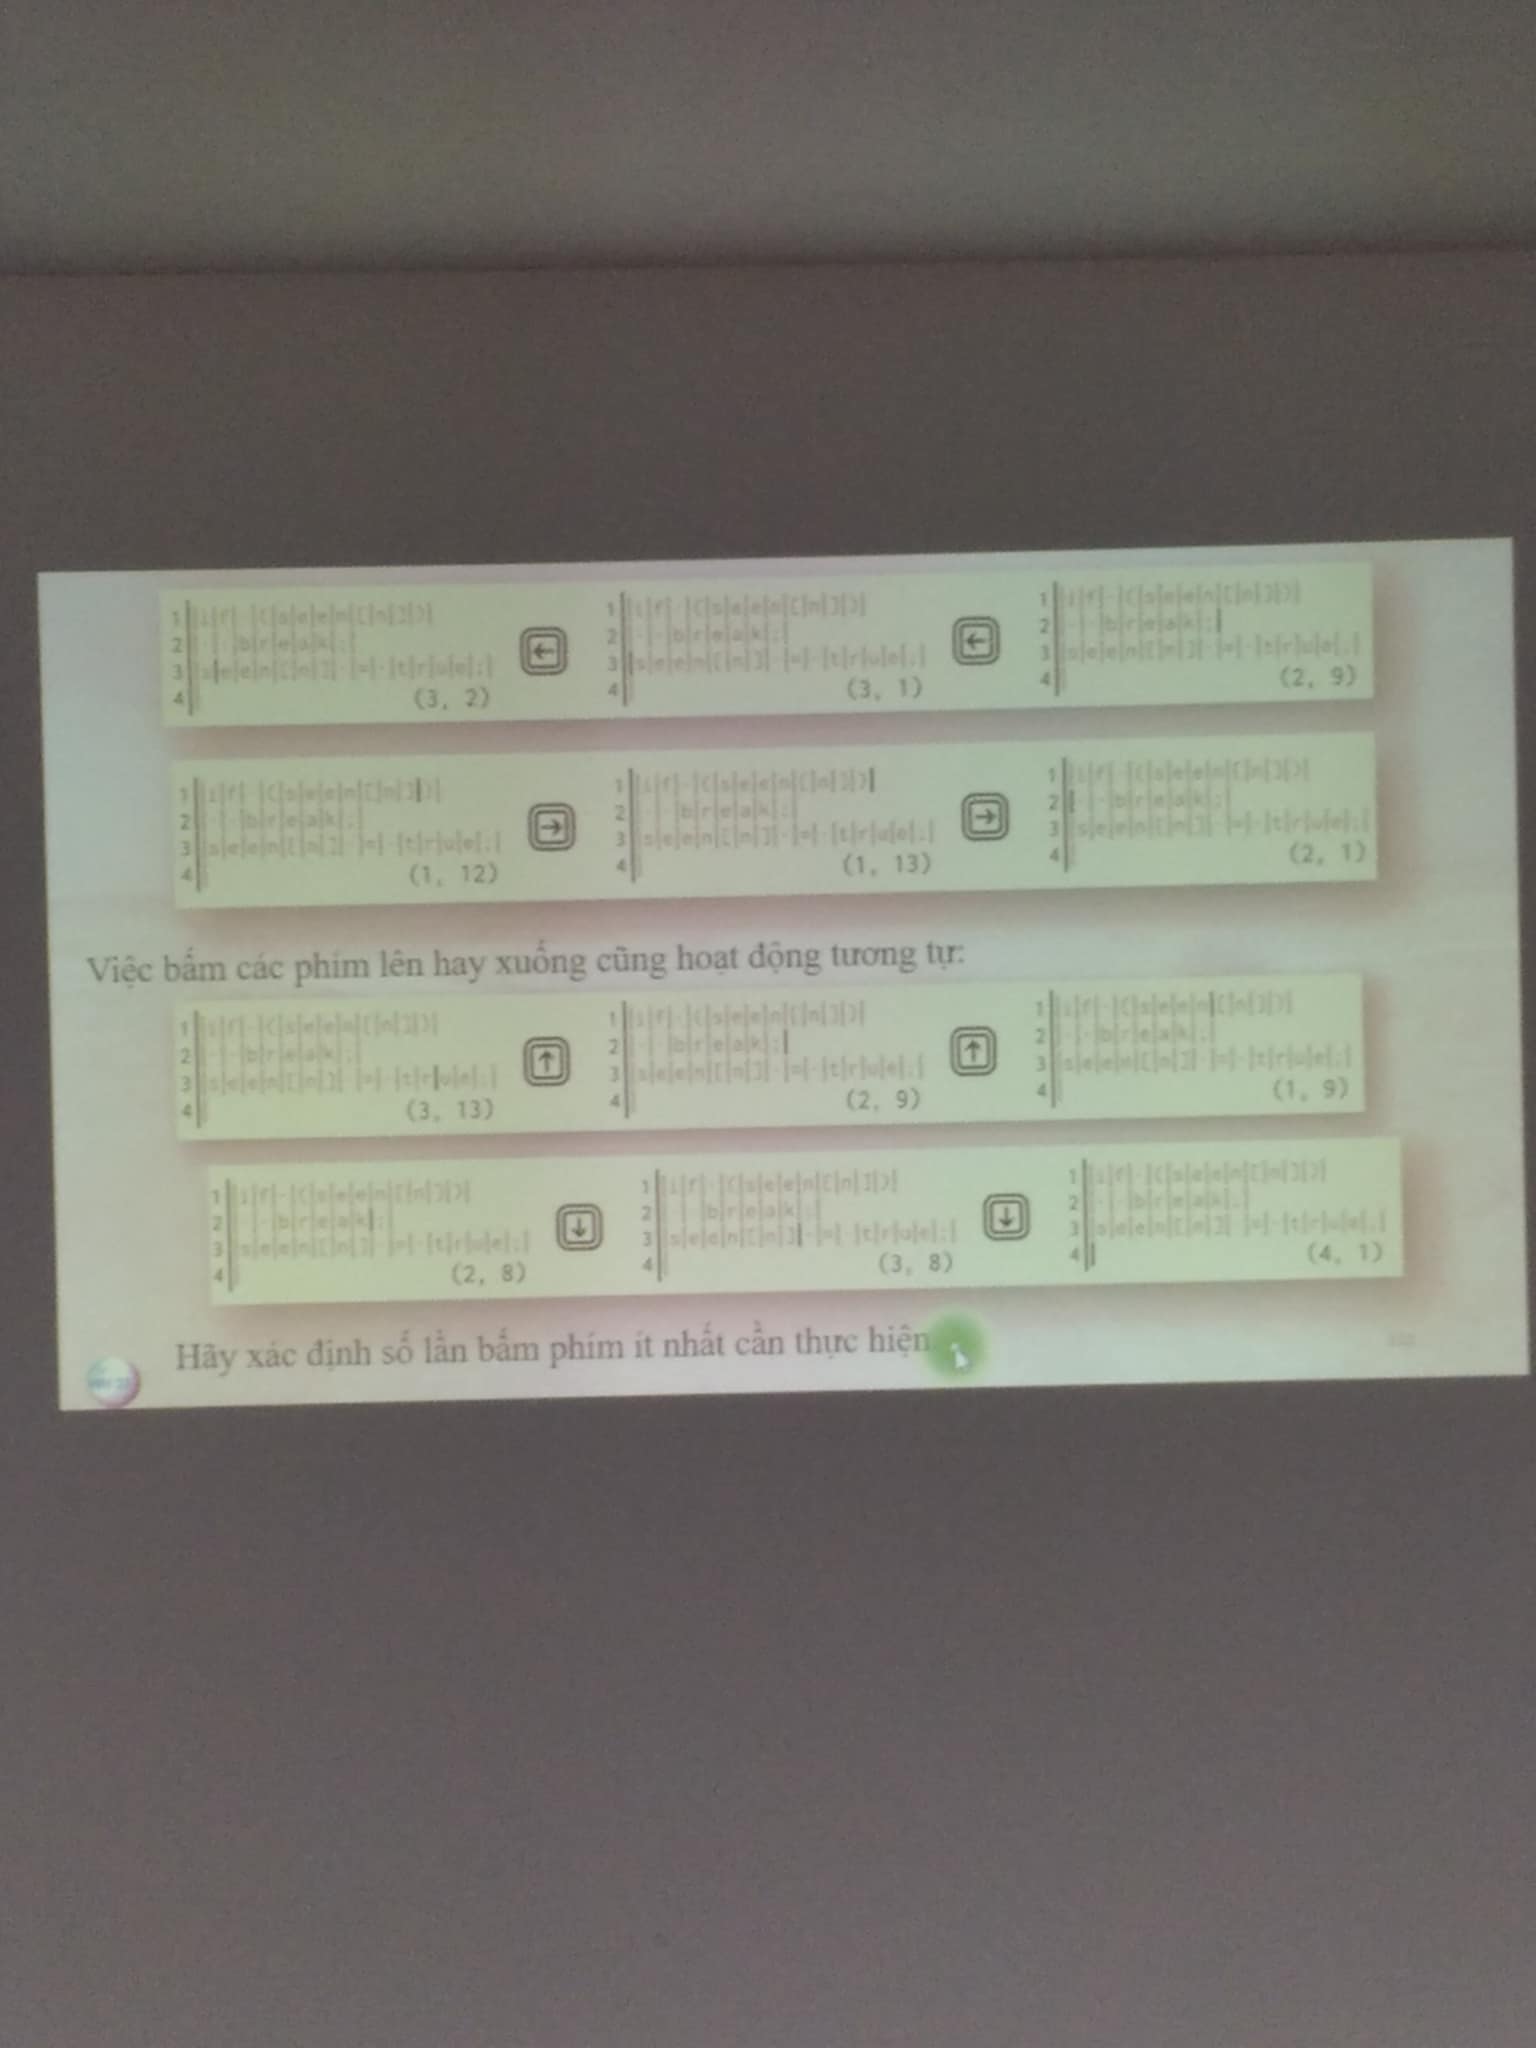 1 |i|f|·|(|s|e|e|n|[|n|]|)|
2 |·|·|b|r|e|a|k|;|
3 s|e|e|n|[|n|]|·|=|·|t|r|u|e|;|
4
(3, 2)
←
1 |i|f|·|(|s|e|e|n|[|n|]|)|
2 |·|·|b|r|e|a|k|;|
3 |s|e|e|n|[|n|]|·|=|·|t|r|u|e|;|
4
(3, 1)
←
1 |i|f|·|(|s|e|e|n|[|n|]|)|
2 |·|·|b|r|e|a|k|;|
3 |s|e|e|n|[|n|]|·|=|·|t|r|u|e|;|
4
(2, 9)
1 |i|f|·|(|s|e|e|n|[|n|]|)|
2 |·|·|b|r|e|a|k|;|
3 |s|e|e|n|[|n|]|·|=|·|t|r|u|e|;|
4
(1, 12)
→
1 |i|f|·|(|s|e|e|n|[|n|]|)|
2 |·|·|b|r|e|a|k|;|
3 |s|e|e|n|[|n|]|·|=|·|t|r|u|e|;|
4
(1, 13)
→
1 |i|f|·|(|s|e|e|n|[|n|]|)|
2 |·|·|b|r|e|a|k|;|
3 |s|e|e|n|[|n|]|·|=|·|t|r|u|e|;|
4
(2, 1)
Việc bấm các phím lên hay xuống cũng hoạt động tương tự:
1 |i|f|·|(|s|e|e|n|[|n|]|)|
2 |·|·|b|r|e|a|k|;|
3 |s|e|e|n|[|n|]|·|=|·|t|r|u|e|;|
4
(3, 13)
↑
1 |i|f|·|(|s|e|e|n|[|n|]|)|
2 |·|·|b|r|e|a|k|;|
3 |s|e|e|n|[|n|]|·|=|·|t|r|u|e|;|
4
(2, 9)
↑
1 |i|f|·|(|s|e|e|n|[|n|]|)|
2 |·|·|b|r|e|a|k|;|
3 |s|e|e|n|[|n|]|·|=|·|t|r|u|e|;|
4
(1, 9)
1 |i|f|·|(|s|e|e|n|[|n|]|)|
2 |·|·|b|r|e|a|k|;|
3 |s|e|e|n|[|n|]|·|=|·|t|r|u|e|;|
4
(2, 8)
↓
1 |i|f|·|(|s|e|e|n|[|n|]|)|
2 |·|·|b|r|e|a|k|;|
3 |s|e|e|n|[|n|]|·|=|·|t|r|u|e|;|
4
(3, 8)
↓
1 |i|f|·|(|s|e|e|n|[|n|]|)|
2 |·|·|b|r|e|a|k|;|
3 |s|e|e|n|[|n|]|·|=|·|t|r|u|e|;|
4 |
(4, 1)
Hãy xác định số lần bấm phím ít nhất cần thực hiện